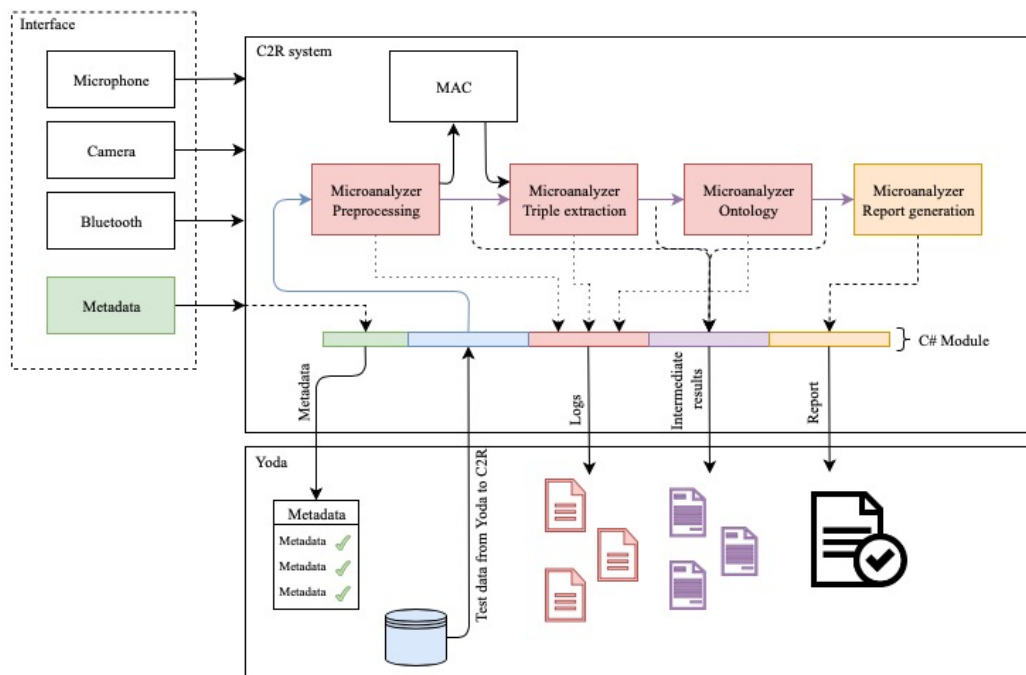 Interface
Microphone
Camera
Bluetooth
Metadata
C2R system
MAC
Microanalyzer
Preprocessing
Microanalyzer
Triple extraction
Microanalyzer
Ontology
Microanalyzer
Report generation
C# Module
Metadata
Test data from Yoda to C2R
Logs
Intermediate
results
Report
Yoda
Metadata
Metadata
Metadata
Metadata